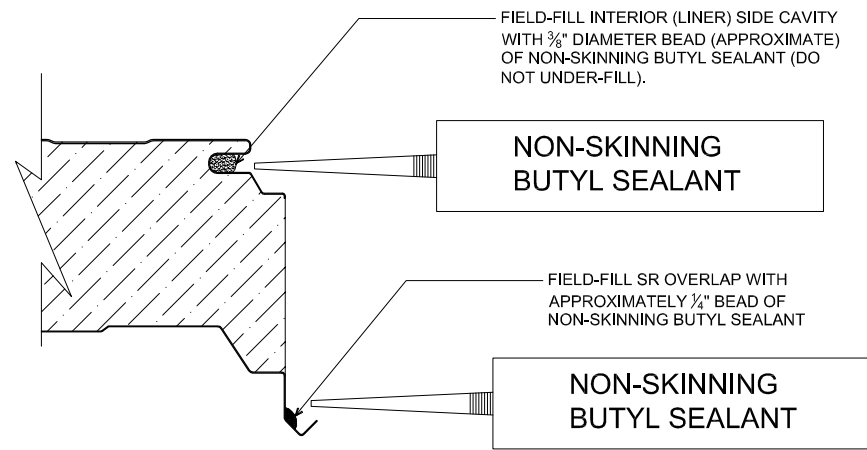 FIELD-FILL INTERIOR (LINER) SIDE CAVITY
WITH ⅜" DIAMETER BEAD (APPROXIMATE)
OF NON-SKINNING BUTYL SEALANT (DO
NOT UNDER-FILL).
NON-SKINNING
BUTYL SEALANT
FIELD-FILL SR OVERLAP WITH
APPROXIMATELY ¼" BEAD OF
NON-SKINNING BUTYL SEALANT
NON-SKINNING
BUTYL SEALANT